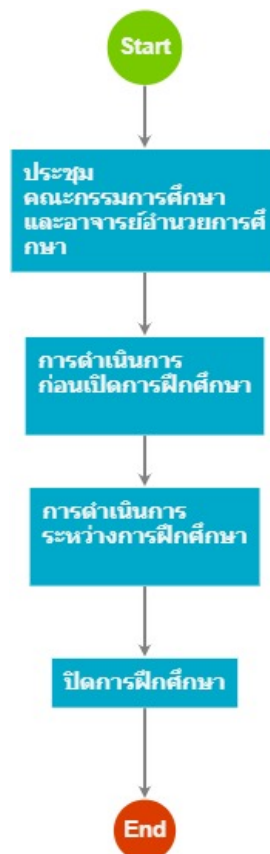 Start
ประชุม
คณะกรรมการศึกษา
และอาจารย์อำนวยการศึ
กษา
การดำเนินการ
ก่อนเปิดการฝึกศึกษา
การดำเนินการ
ระหว่างการฝึกศึกษา
ปิดการฝึกศึกษา
End